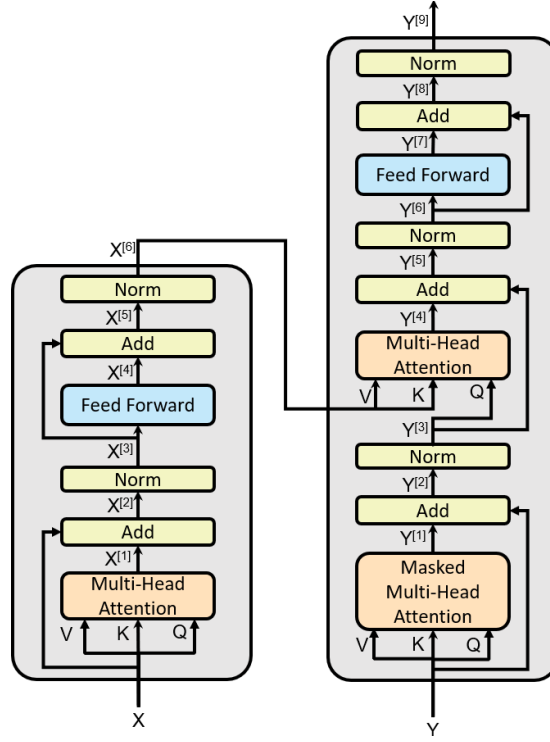 Y[9]
Norm
Y[8]
Add
Y[7]
Feed Forward
Y[6]
Norm
Y[5]
Add
Y[4]
Multi-Head
Attention
V K Q
Y[3]
Norm
Y[2]
Add
Y[1]
Masked
Multi-Head
Attention
V K Q
Y
X[6]
Norm
X[5]
Add
X[4]
Feed Forward
X[3]
Norm
X[2]
Add
X[1]
Multi-Head
Attention
V K Q
X